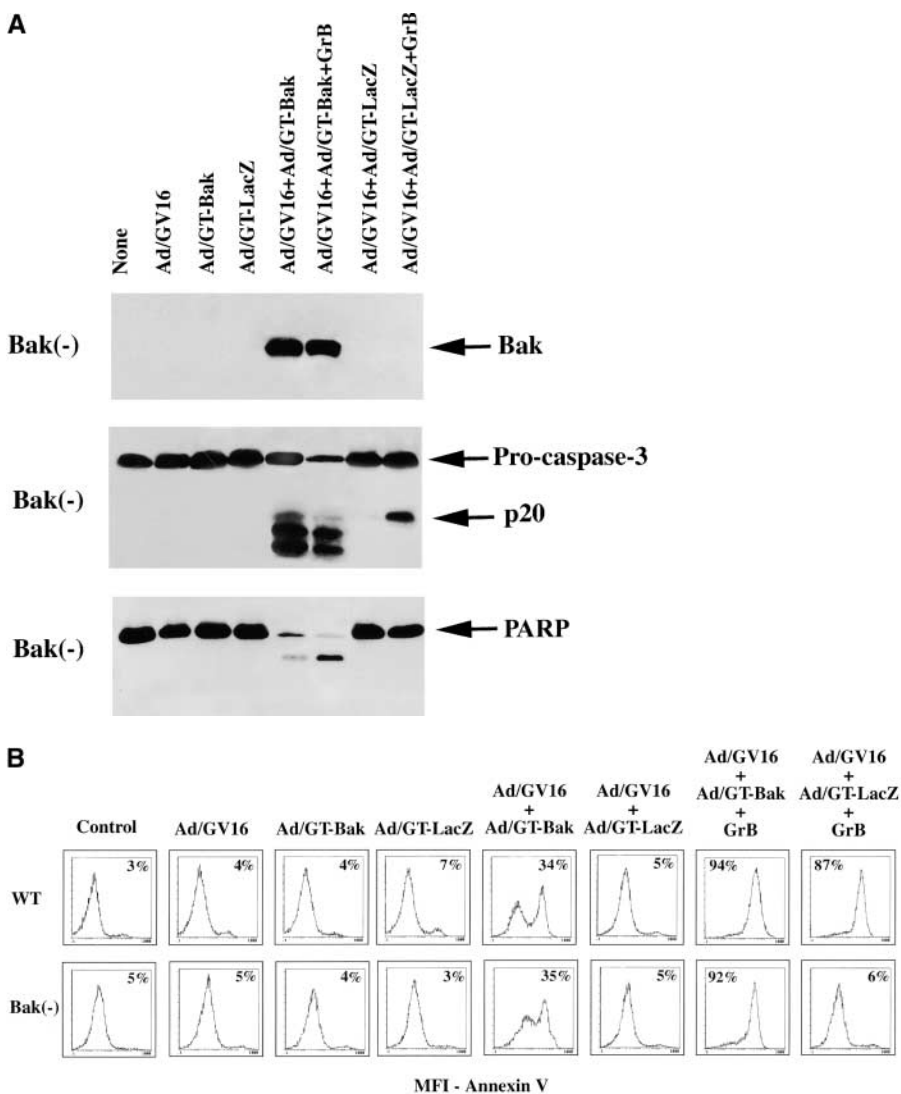 A
None
Ad/GV16
Ad/GT-Bak
Ad/GT-LacZ
Ad/GV16+Ad/GT-Bak
Ad/GV16+Ad/GT-Bak+GrB
Ad/GV16+Ad/GT-LacZ
Ad/GV16+Ad/GT-LacZ+GrB
Bak(-)
Bak
Bak(-)
Pro-caspase-3
p20
Bak(-)
PARP
B
Control
Ad/GV16
Ad/GT-Bak
Ad/GT-LacZ
Ad/GV16
+
Ad/GT-Bak
Ad/GV16
+
Ad/GT-LacZ
Ad/GV16
+
Ad/GT-Bak
+
GrB
Ad/GV16
+
Ad/GT-LacZ
+
GrB
WT
3%
4%
4%
7%
34%
5%
94%
87%
Bak(-)
5%
5%
4%
3%
35%
5%
92%
6%
MFI - Annexin V